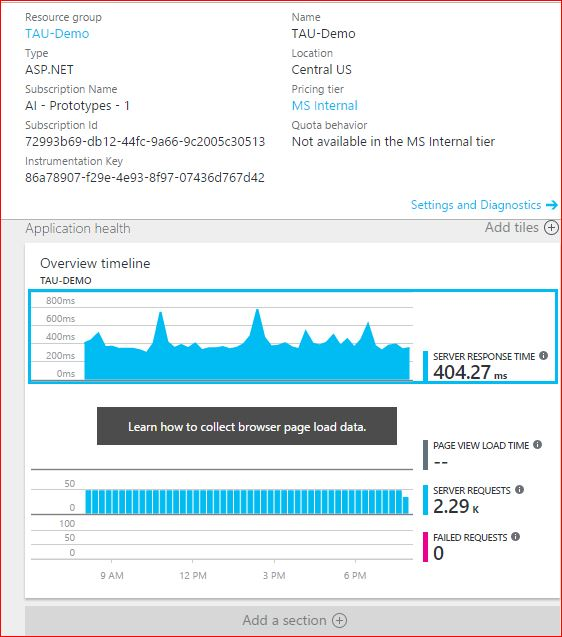 Resource group
TAU-Demo
Name
TAU-Demo
Type
ASP.NET
Location
Central US
Subscription Name
AI - Prototypes - 1
Pricing tier
MS Internal
Subscription Id
72993b69-db12-44fc-9a66-9c2005c30513
Quota behavior
Not available in the MS Internal tier
Instrumentation Key
86a78907-f29e-4e93-8f97-07436d767d42
Settings and Diagnostics
Application health
Add tiles
Overview timeline
TAU-DEMO
800ms
600ms
400ms
200ms
0ms
SERVER RESPONSE TIME
404.27 ms
Learn how to collect browser page load data.
PAGE VIEW LOAD TIME
--
50
0
SERVER REQUESTS
2.29 K
100
50
0
FAILED REQUESTS
0
9 AM 12 PM 3 PM 6 PM
Add a section